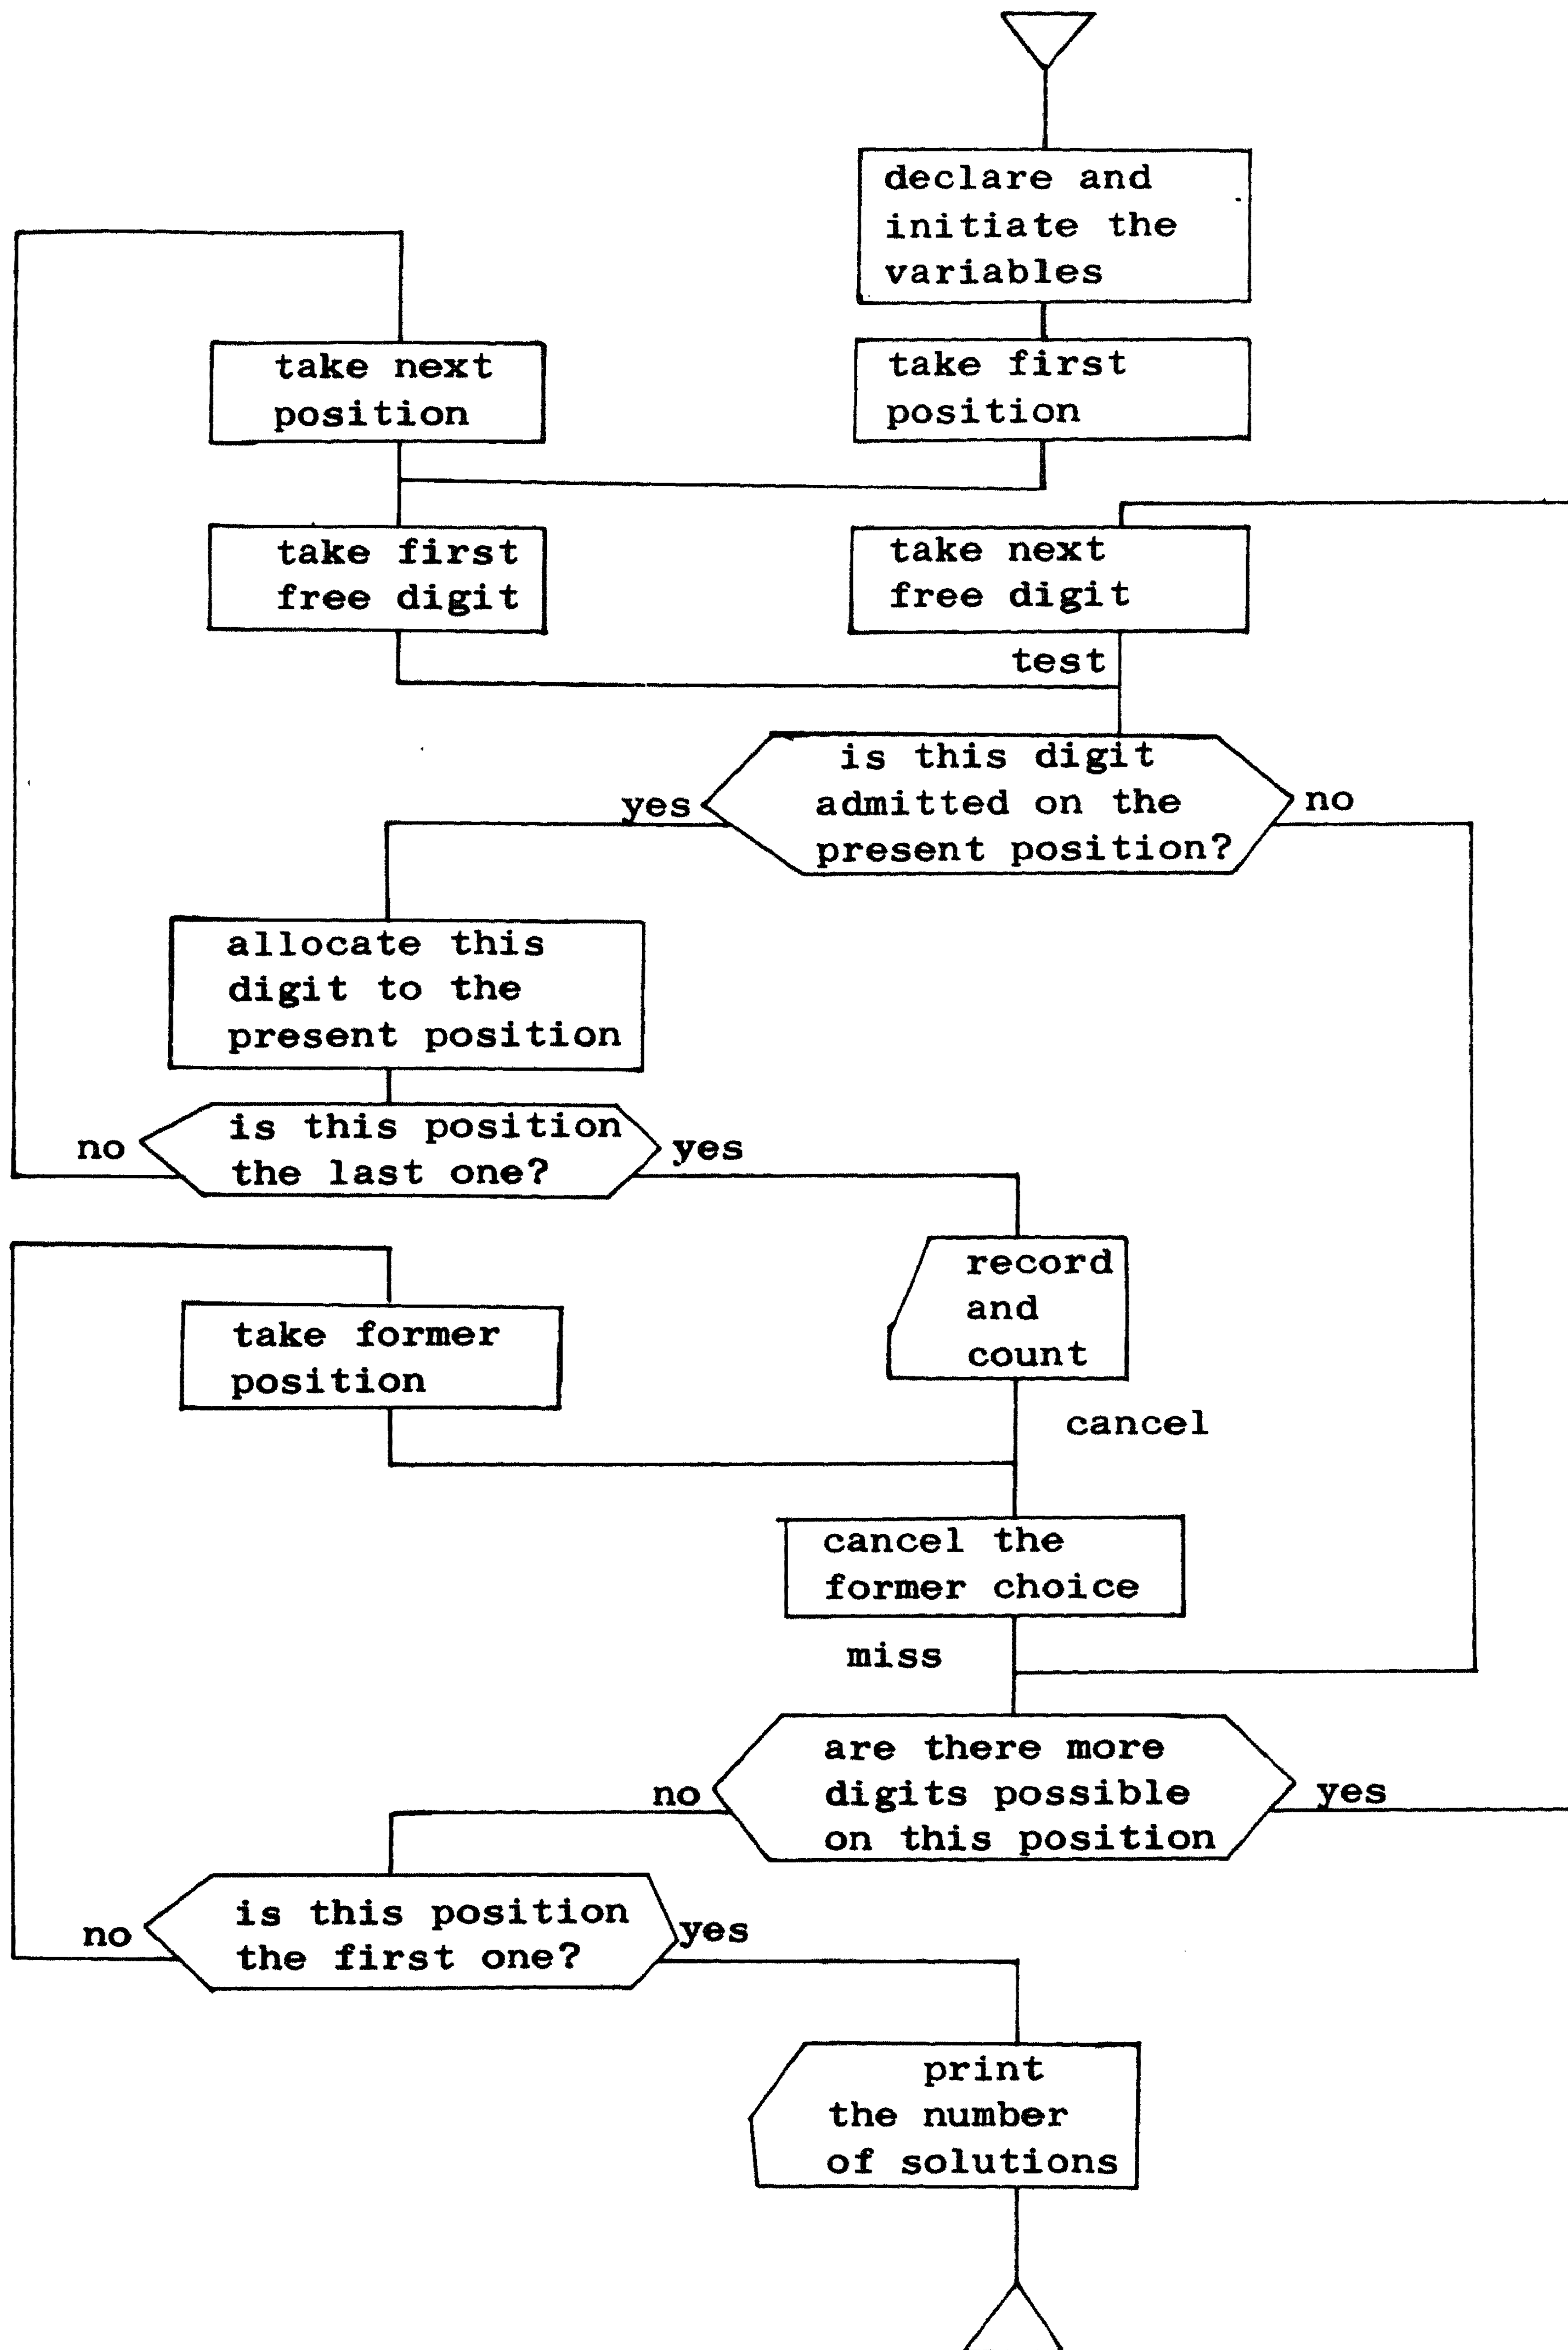 declare and
initiate the
variables
take next
position
take first
position
take first
free digit
take next
free digit
test
is this digit
admitted on the
present position?
yes
no
allocate this
digit to the
present position
is this position
the last one?
no
yes
record
and
count
take former
position
cancel
cancel the
former choice
miss
are there more
digits possible
on this position
no
yes
is this position
the first one?
no
yes
print
the number
of solutions